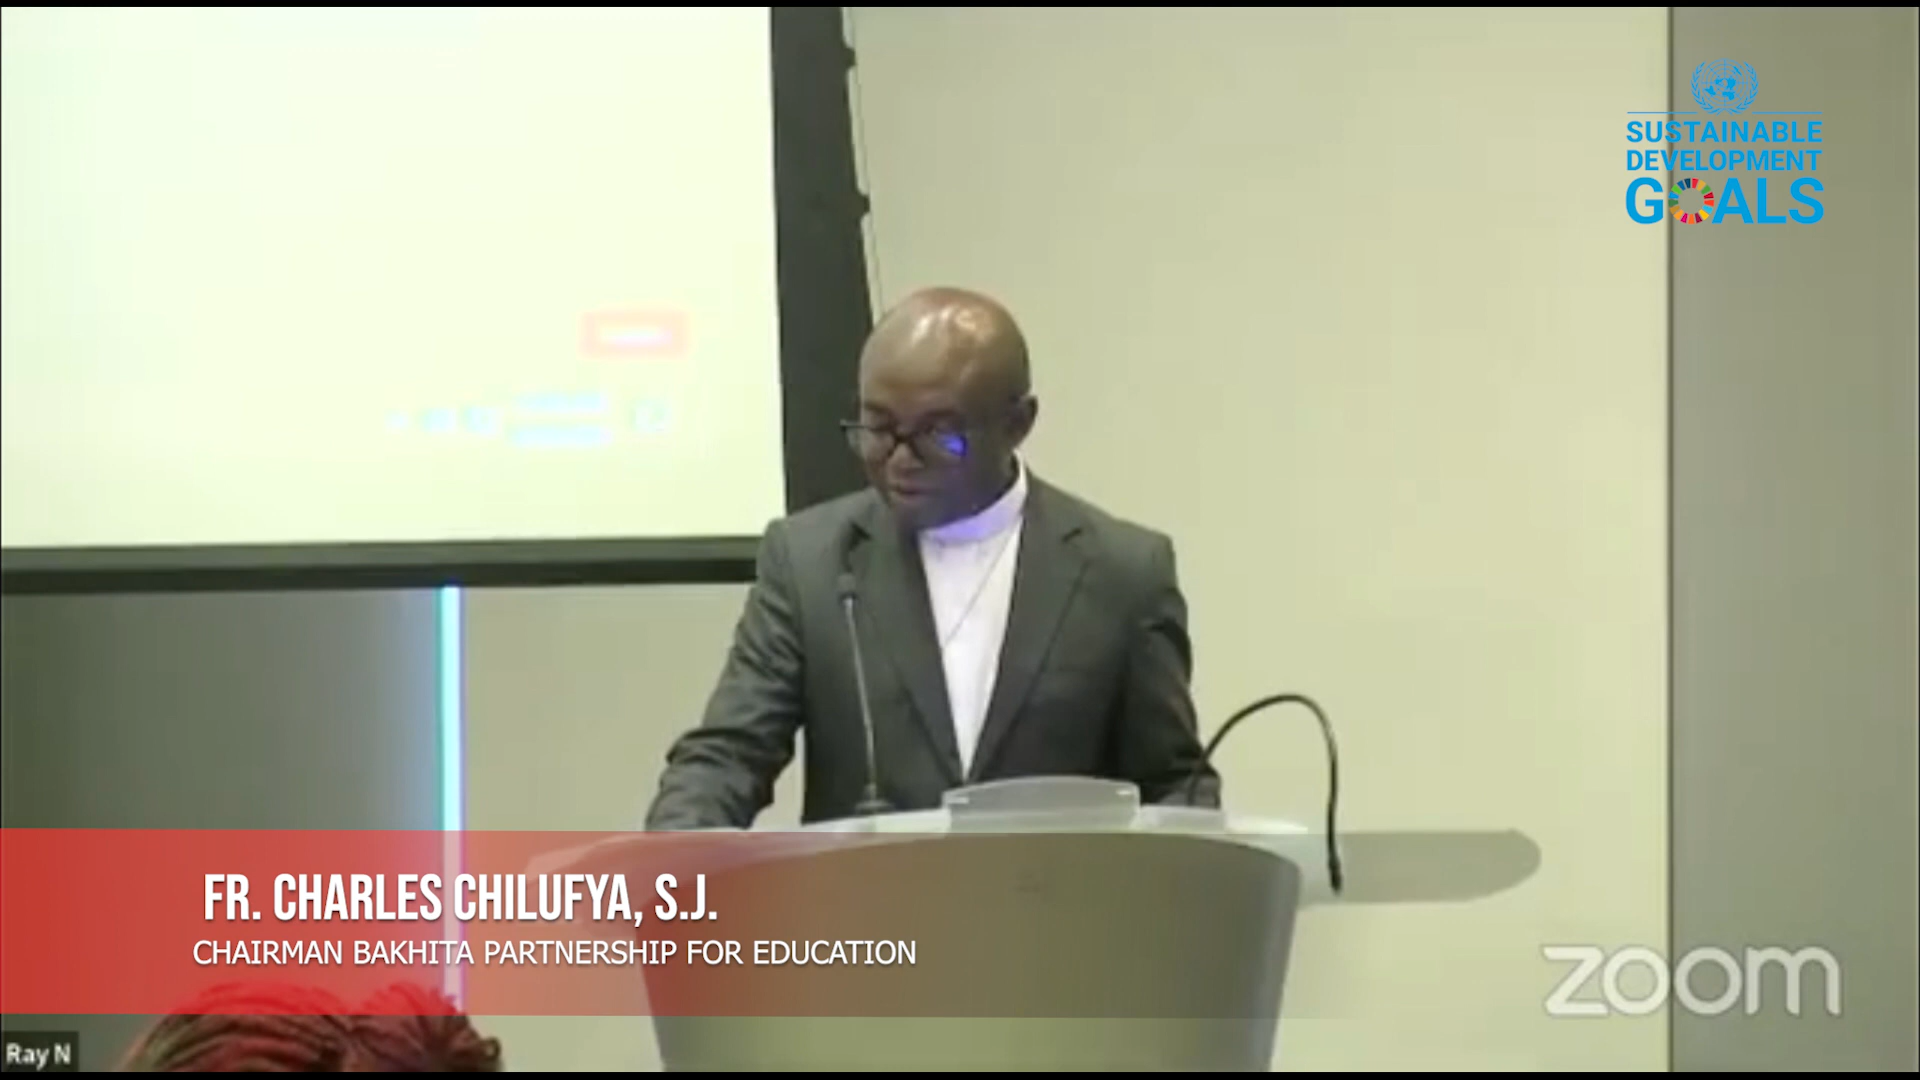 SUSTAINABLE
DEVELOPMENT
GOALS
FR. CHARLES CHILUFYA, S.J.
CHAIRMAN BAKHITA PARTNERSHIP FOR EDUCATION
zoom
Ray N